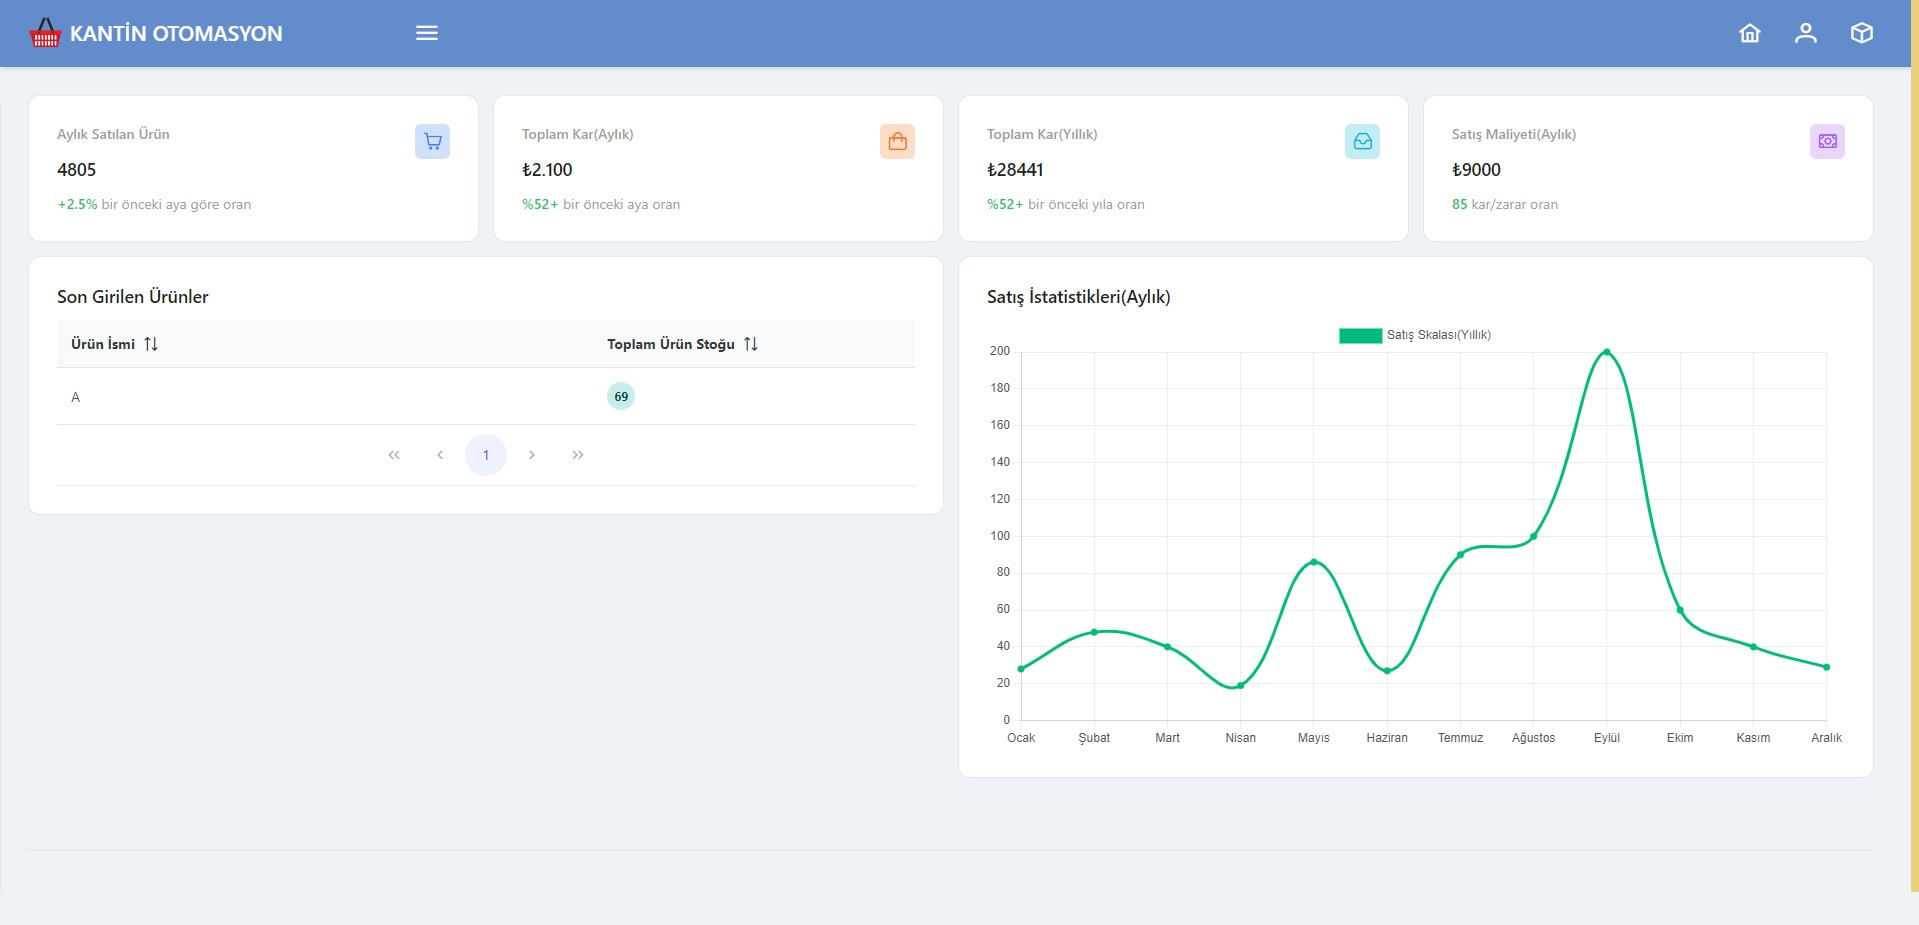 KANTİN OTOMASYON
Aylık Satılan Ürün
4805
+2.5% bir önceki aya göre oran
Toplam Kar(Aylık)
₺2.100
%52+ bir önceki aya oran
Toplam Kar(Yıllık)
₺28441
%52+ bir önceki yıla oran
Satış Maliyeti(Aylık)
₺9000
85 kar/zarar oran
Son Girilen Ürünler
Ürün İsmi Toplam Ürün Stoğu
A 69
« ‹ 1 › »
Satış İstatistikleri(Aylık)
Satış Skalası(Yıllık)
200
180
160
140
120
100
80
60
40
20
0
Ocak Şubat Mart Nisan Mayıs Haziran Temmuz Ağustos Eylül Ekim Kasım Aralık